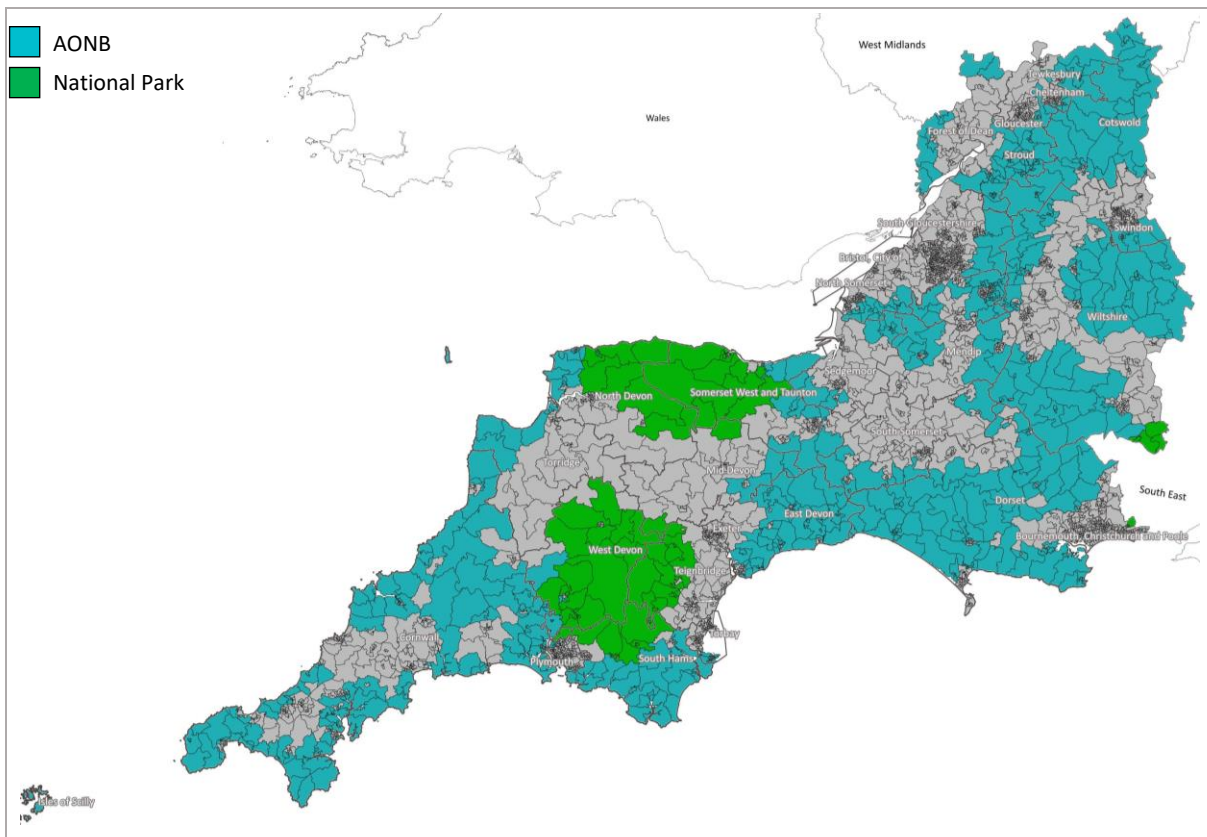 AONB
National Park
West Midlands
Tewkesbury
Cheltenham
Wales
Cotswold
Gloucester
Forest of Dean
Stroud
South Gloucestershire
Swindon
Bristol, City of
North Somerset
Wiltshire
Mendip
Sedgemoor
Somerset West and Taunton
North Devon
South Somerset
Torridge
Mid Devon
South East
Dorset
East Devon
Exeter
Bournemouth, Christchurch and Poole
West Devon
Teignbridge
Torbay
Cornwall
South Hams
Plymouth
Isles of Scilly